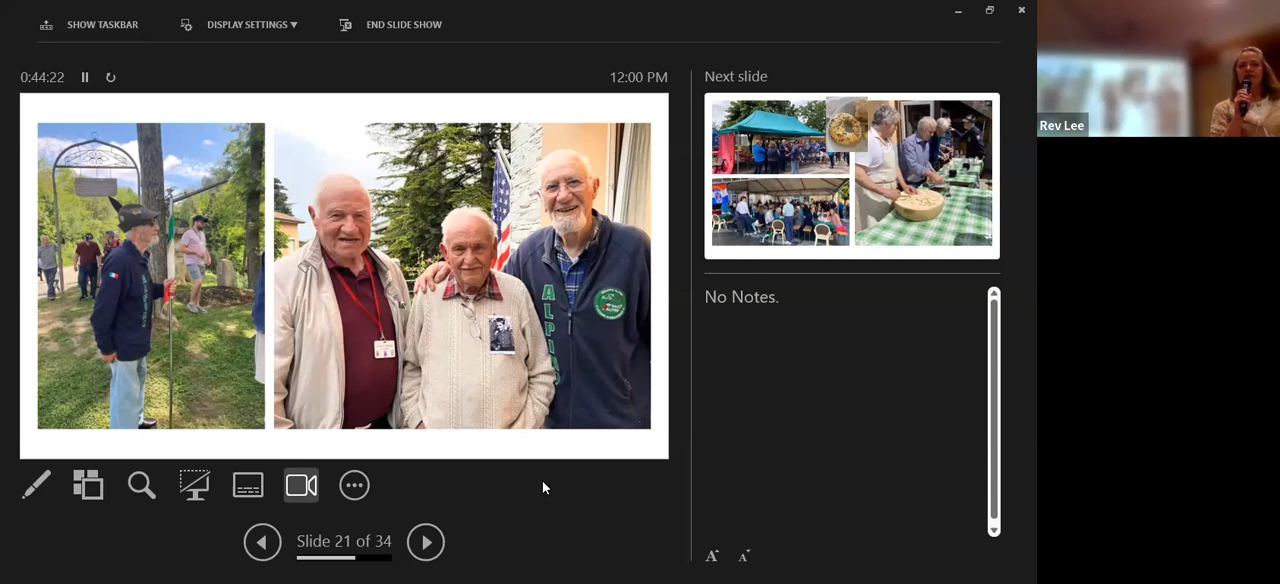 SHOW TASKBAR
DISPLAY SETTINGS ▼
END SLIDE SHOW
0:44:22
12:00 PM
Next slide
ALPINI
No Notes.
Slide 21 of 34
A A
Rev Lee